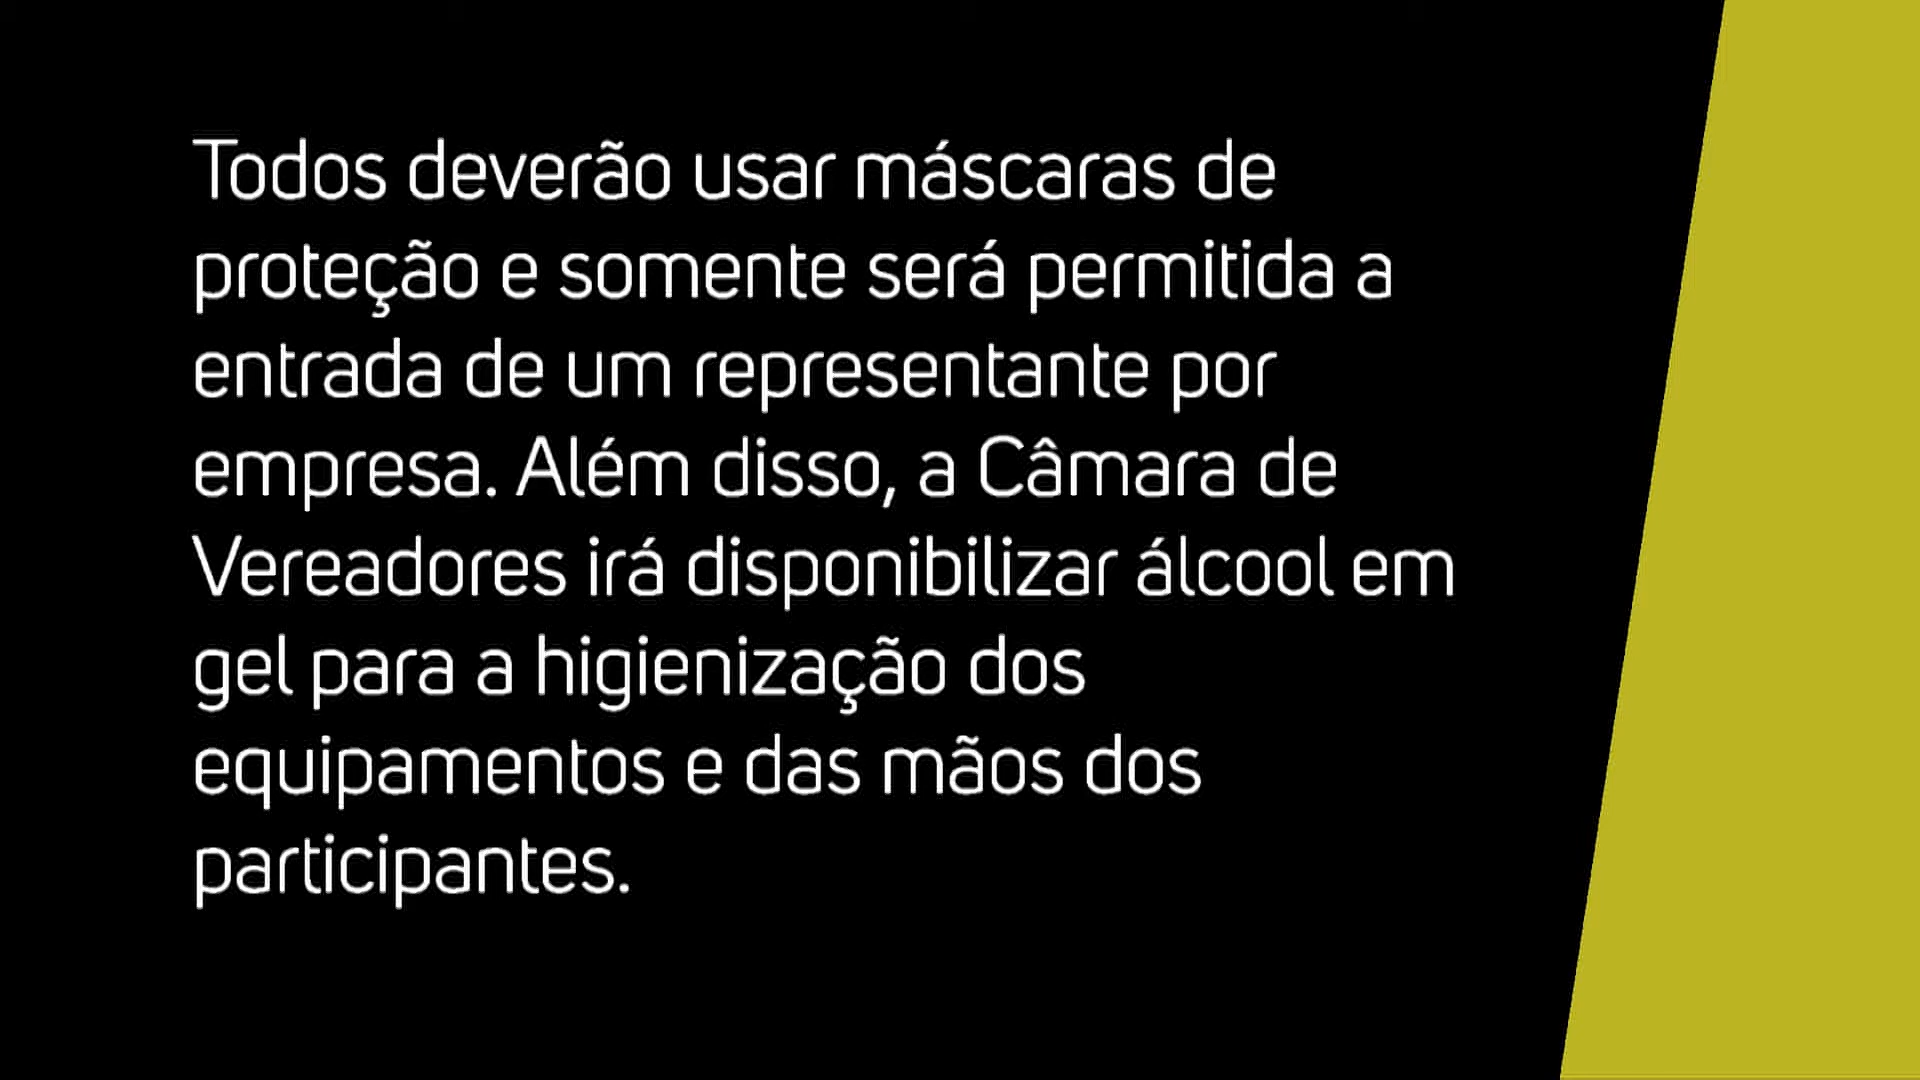 Todos deverão usar máscaras de
proteção e somente será permitida a
entrada de um representante por
empresa. Além disso, a Câmara de
Vereadores irá disponibilizar álcool em
gel para a higienização dos
equipamentos e das mãos dos
participantes.